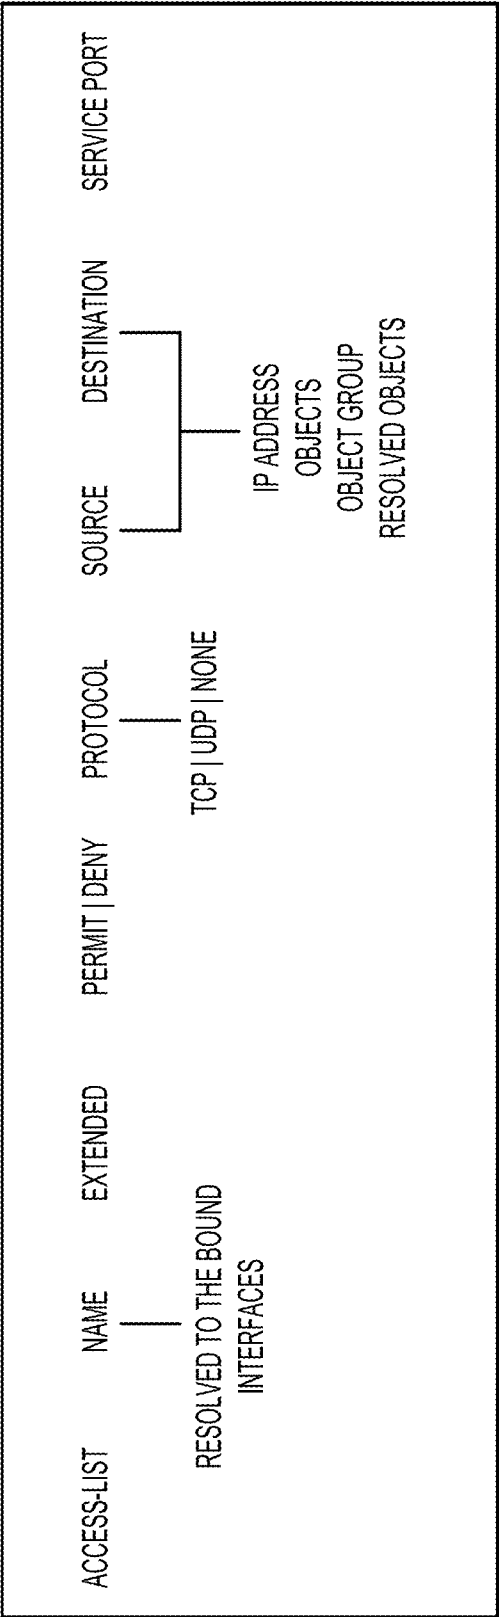 ACCESS-LIST NAME EXTENDED PERMIT | DENY PROTOCOL SOURCE DESTINATION SERVICE PORT
RESOLVED TO THE BOUND
INTERFACES
TCP | UDP | NONE
IP ADDRESS
OBJECTS
OBJECT GROUP
RESOLVED OBJECTS